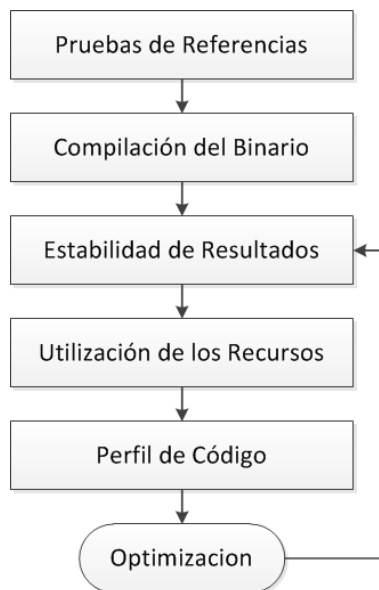 Pruebas de Referencias
Compilación del Binario
Estabilidad de Resultados
Utilización de los Recursos
Perfil de Código
Optimizacion